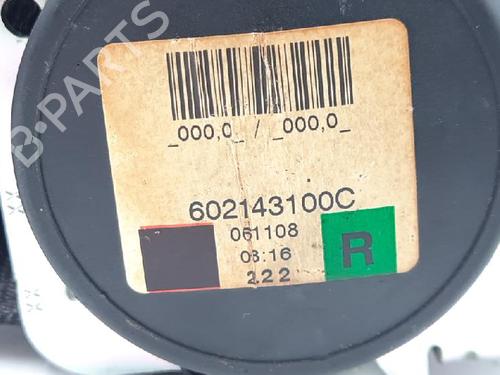 _000,0_ / _000,0_
602143100C
061108
R
08:16
222
B-PARTS